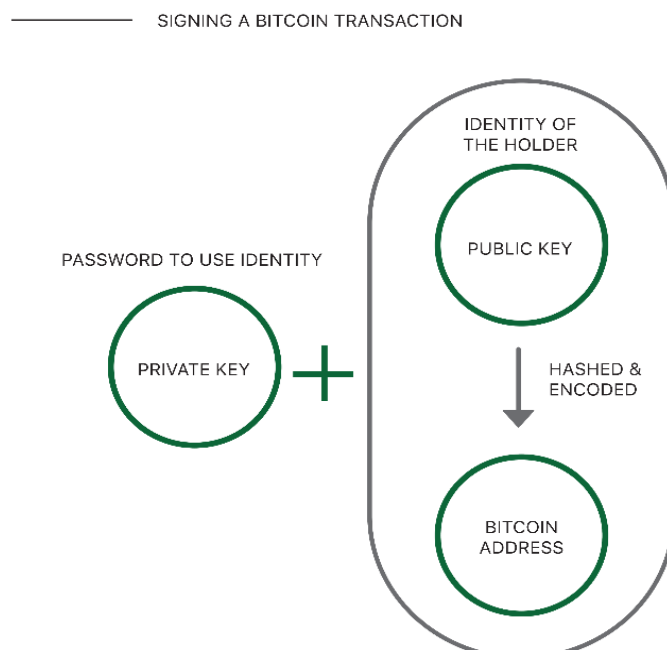 SIGNING A BITCOIN TRANSACTION
IDENTITY OF
THE HOLDER
PUBLIC KEY
PASSWORD TO USE IDENTITY
PRIVATE KEY
HASHED &
ENCODED
BITCOIN
ADDRESS